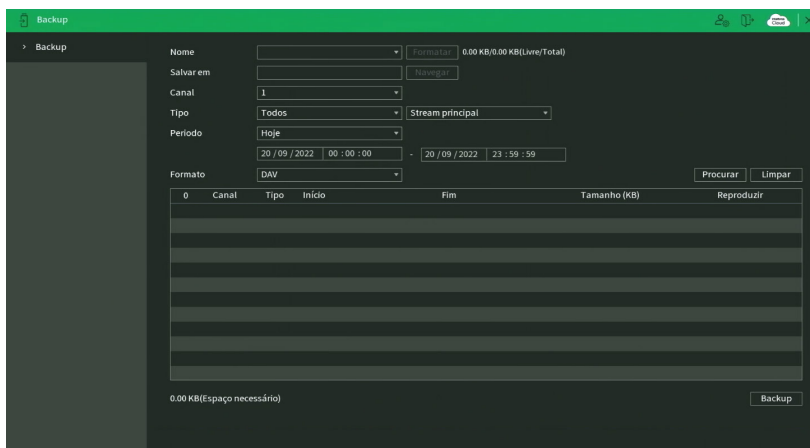 Backup
Cloud
> Backup
Nome Formatar 0.00 KB/0.00 KB(Livre/Total)
Salvar em Navegar
Canal 1
Tipo Todos Stream principal
Periodo Hoje
20 / 09 / 2022 00 : 00 : 00 - 20 / 09 / 2022 23 : 59 : 59
Formato DAV Procurar Limpar
0 Canal Tipo Início Fim Tamanho (KB) Reproduzir
0.00 KB(Espaço necessário) Backup